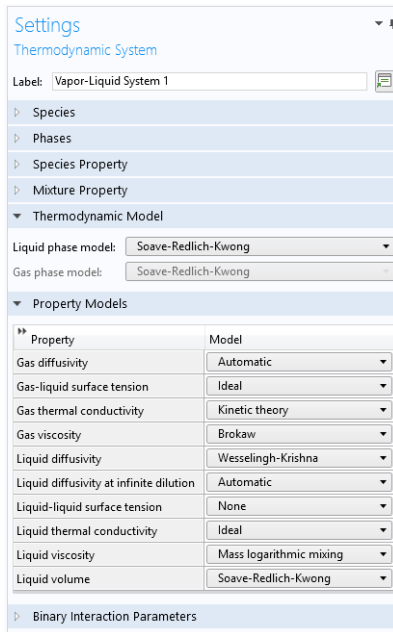 Settings
Thermodynamic System
Label: Vapor-Liquid System 1
Species
Phases
Species Property
Mixture Property
Thermodynamic Model
Liquid phase model: Soave-Redlich-Kwong
Gas phase model: Soave-Redlich-Kwong
Property Models
Property Model
Gas diffusivity Automatic
Gas-liquid surface tension Ideal
Gas thermal conductivity Kinetic theory
Gas viscosity Brokaw
Liquid diffusivity Wesselingh-Krishna
Liquid diffusivity at infinite dilution Automatic
Liquid-liquid surface tension None
Liquid thermal conductivity Ideal
Liquid viscosity Mass logarithmic mixing
Liquid volume Soave-Redlich-Kwong
Binary Interaction Parameters